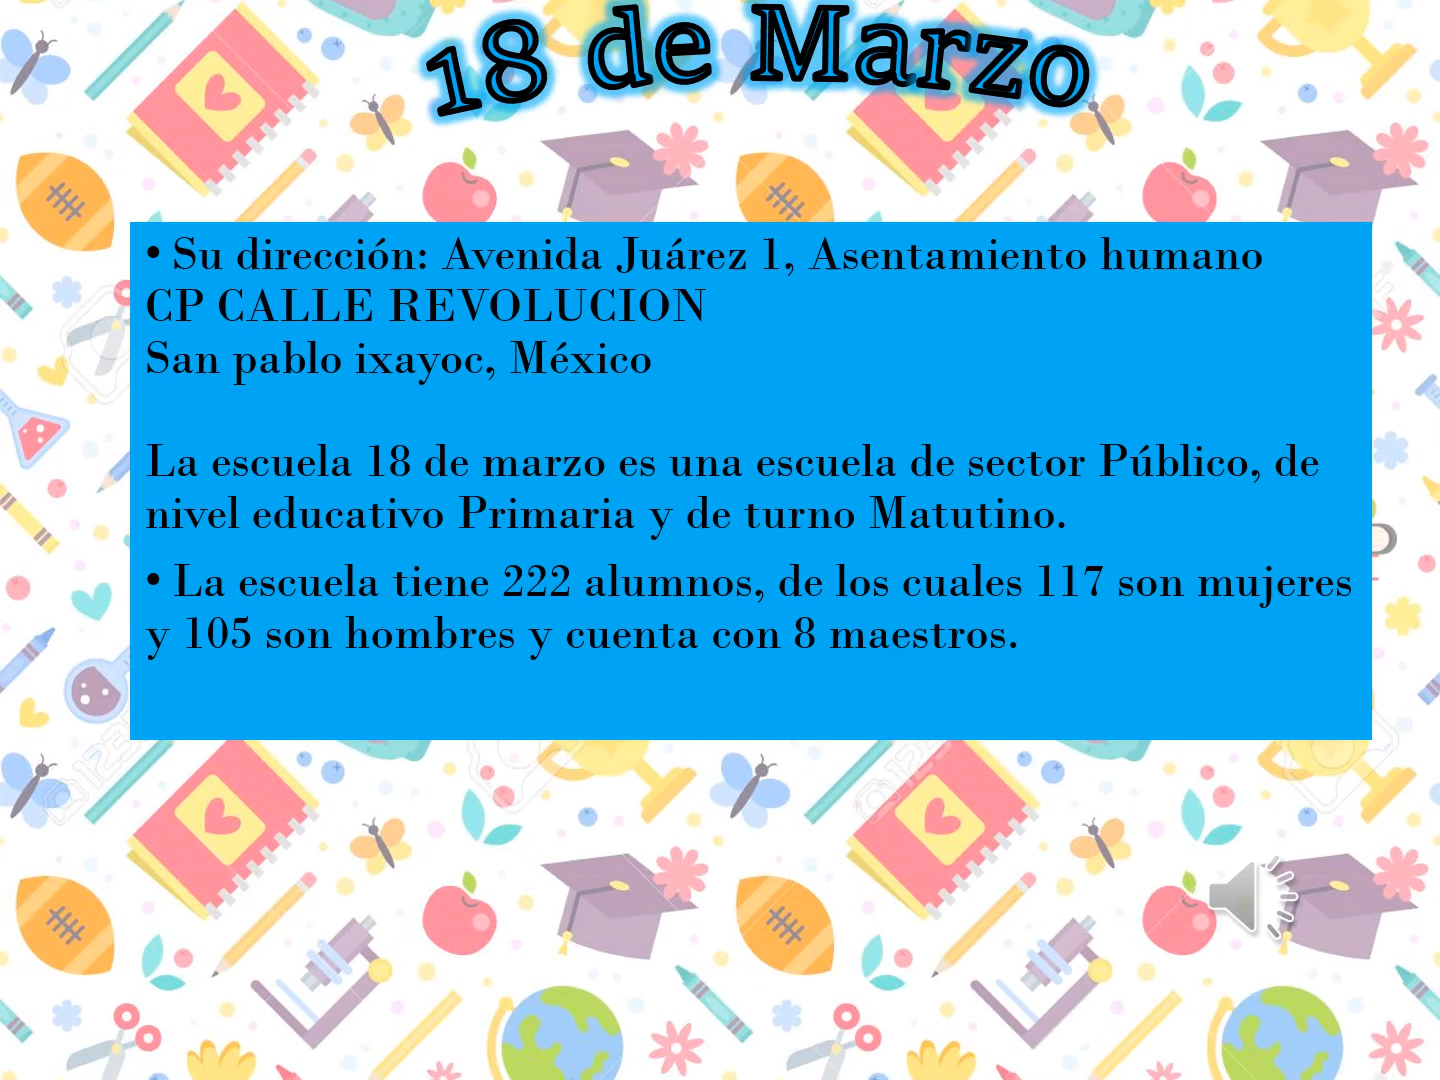 18 de Marzo
• Su dirección: Avenida Juárez 1, Asentamiento humano
CP CALLE REVOLUCION
San pablo ixayoc, México
La escuela 18 de marzo es una escuela de sector Público, de
nivel educativo Primaria y de turno Matutino.
• La escuela tiene 222 alumnos, de los cuales 117 son mujeres
y 105 son hombres y cuenta con 8 maestros.